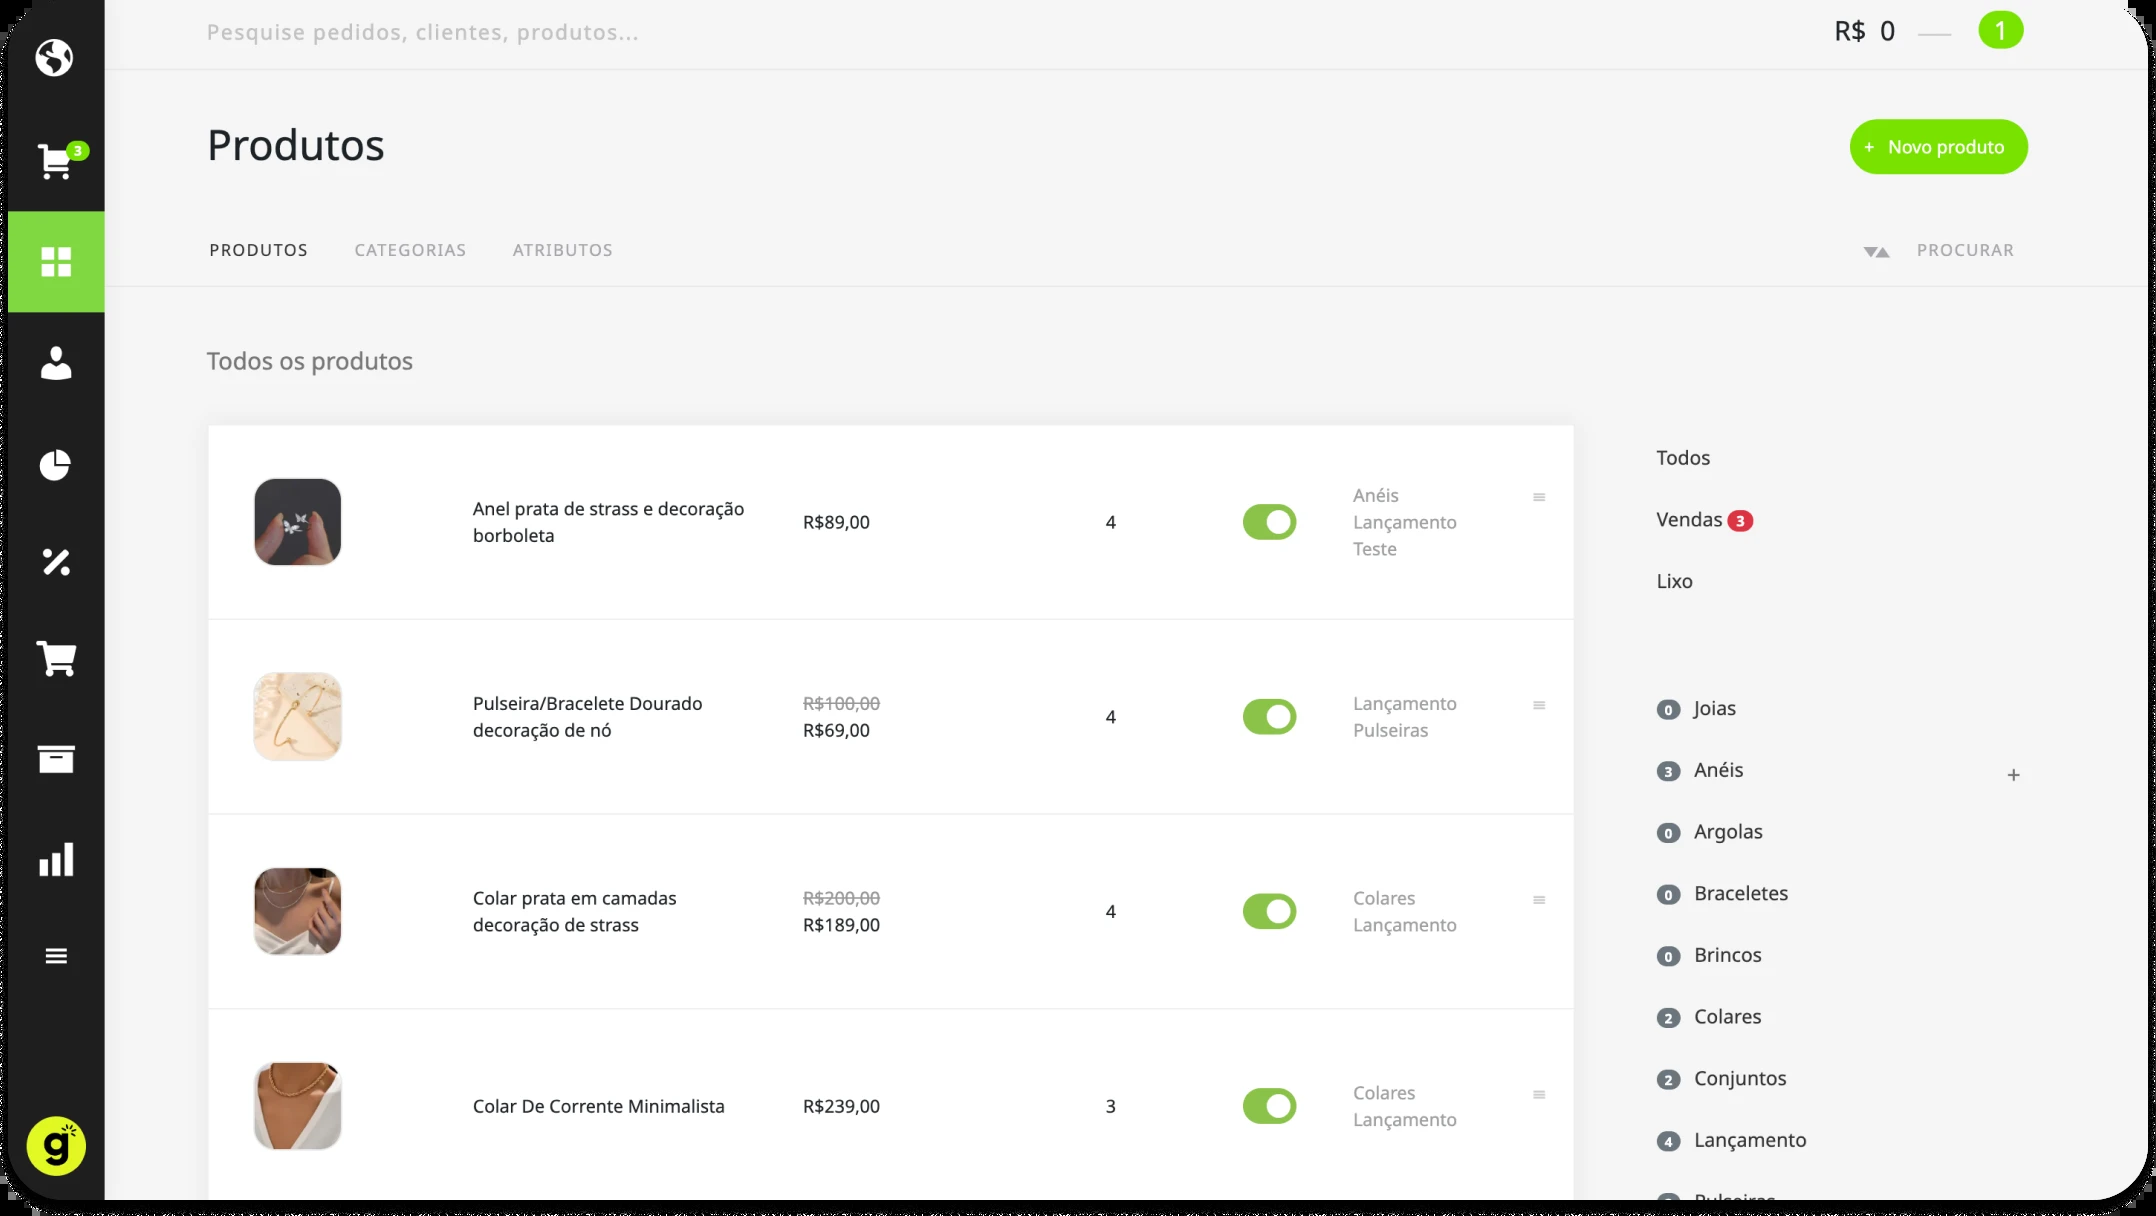 Pesquise pedidos, clientes, produtos...
R$ 0
1
3
Produtos
+ Novo produto
PRODUTOS
CATEGORIAS
ATRIBUTOS
PROCURAR
Todos os produtos
Anel prata de strass e decoração
borboleta
R$89,00
4
Anéis
Lançamento
Teste
Pulseira/Bracelete Dourado
decoração de nó
R$100,00
R$69,00
4
Lançamento
Pulseiras
Colar prata em camadas
decoração de strass
R$200,00
R$189,00
4
Colares
Lançamento
Colar De Corrente Minimalista
R$239,00
3
Colares
Lançamento
Todos
Vendas 3
Lixo
0 Joias
3 Anéis +
0 Argolas
0 Braceletes
0 Brincos
2 Colares
2 Conjuntos
4 Lançamento
Pulseiras
g